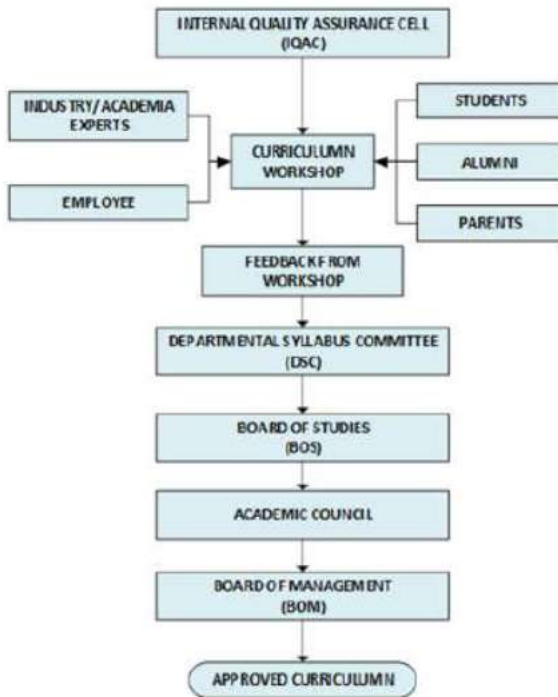 INTERNAL QUALITY ASSURANCE CELL
(IQAC)
INDUSTRY/ACADEMIA
EXPERTS
STUDENTS
CURRICULUMN
WORKSHOP
ALUMNI
EMPLOYEE
PARENTS
FEEDBACK FROM
WORKSHOP
DEPARTMENTAL SYLLABUS COMMITTEE
(DSC)
BOARD OF STUDIES
(BOS)
ACADEMIC COUNCIL
BOARD OF MANAGEMENT
(BOM)
APPROVED CURRICULUMN